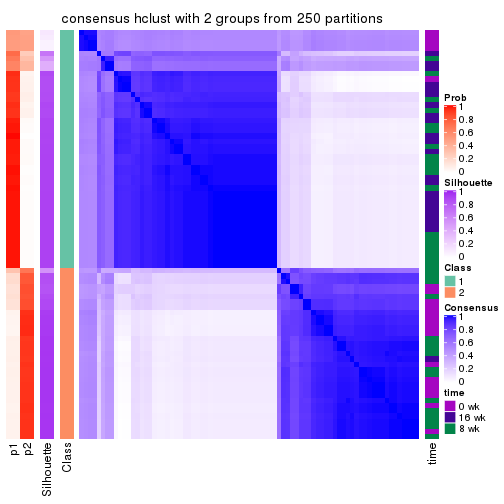 consensus hclust with 2 groups from 250 partitions
Prob
1
0.8
0.6
0.4
0.2
0
Silhouette
1
0.8
0.6
0.4
0.2
0
Class
1
2
Consensus
1
0.8
0.6
0.4
0.2
0
time
0 wk
16 wk
8 wk
p1
p2
Silhouette
Class
time